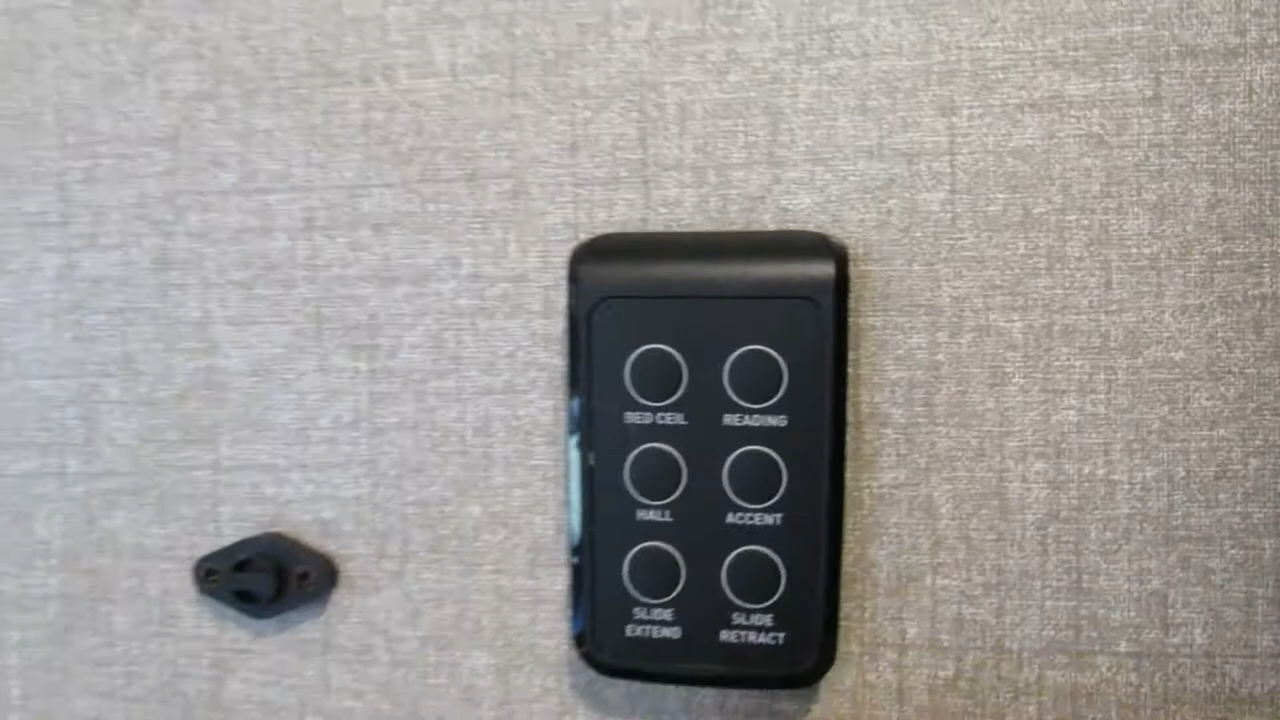 BED CEIL
READING
HALL
ACCENT
SLIDE
EXTEND
SLIDE
RETRACT